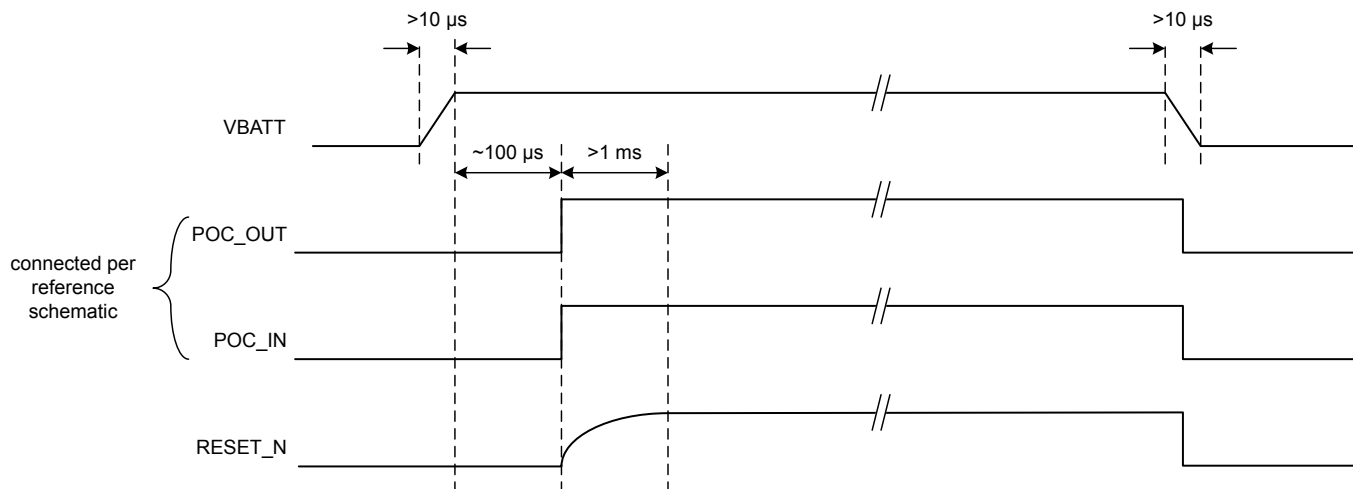 >10 µs
>10 µs
VBATT
~100 µs
>1 ms
POC_OUT
connected per
reference
schematic
POC_IN
RESET_N